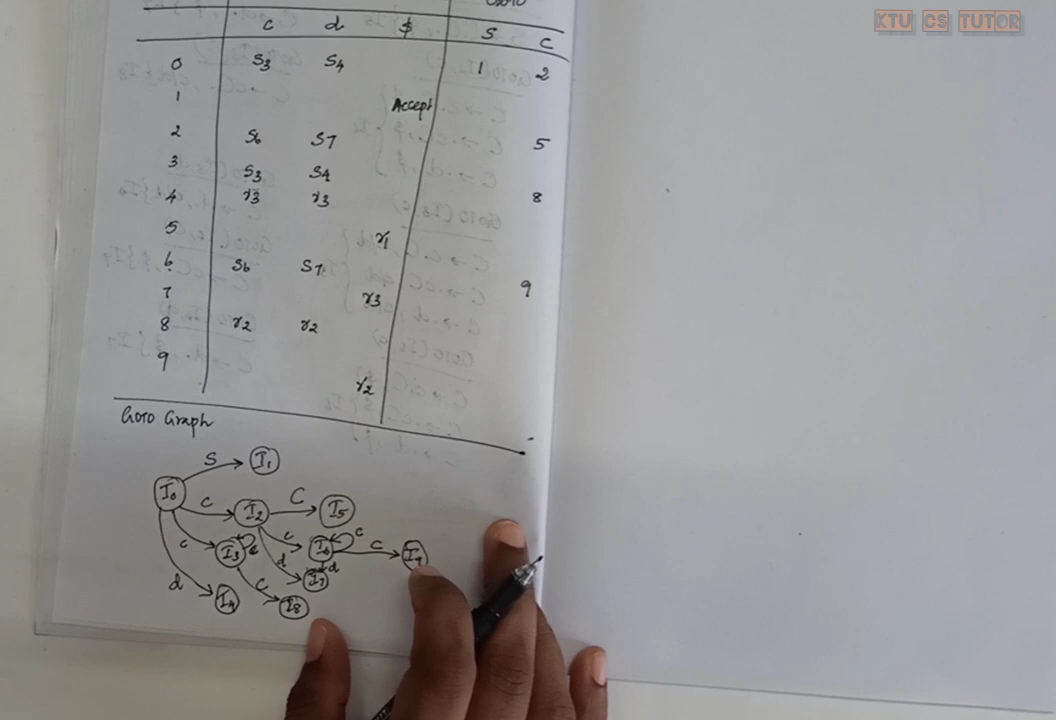 KTU CS TUTOR
Goto
c d $ S C
0 S3 S4 1 2
1 Accept
2 S6 S7 5
3 S3 S4 8
4 r3 r3
5 r1
6 S6 S7 9
7 r3
8 r2 r2
9 r2
Goto Graph
S I1
I0 c I2 C I5
c I3 c c I6 c C I9
d I4 C I8 d I7 d